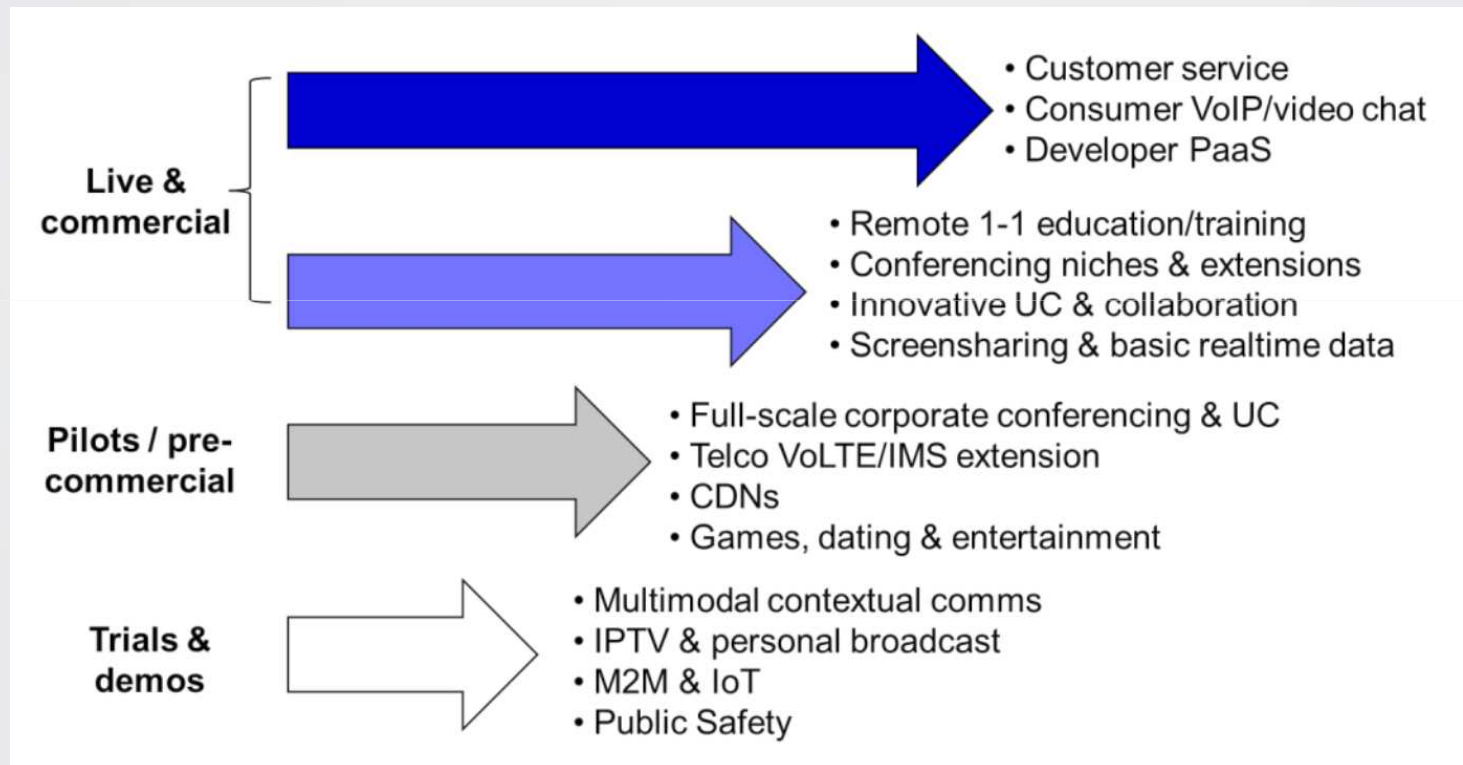 • Customer service
• Consumer VoIP/video chat
• Developer PaaS
Live &
commercial
• Remote 1-1 education/training
• Conferencing niches & extensions
• Innovative UC & collaboration
• Screensharing & basic realtime data
Pilots / pre-
commercial
• Full-scale corporate conferencing & UC
• Telco VoLTE/IMS extension
• CDNs
• Games, dating & entertainment
Trials &
demos
• Multimodal contextual comms
• IPTV & personal broadcast
• M2M & IoT
• Public Safety